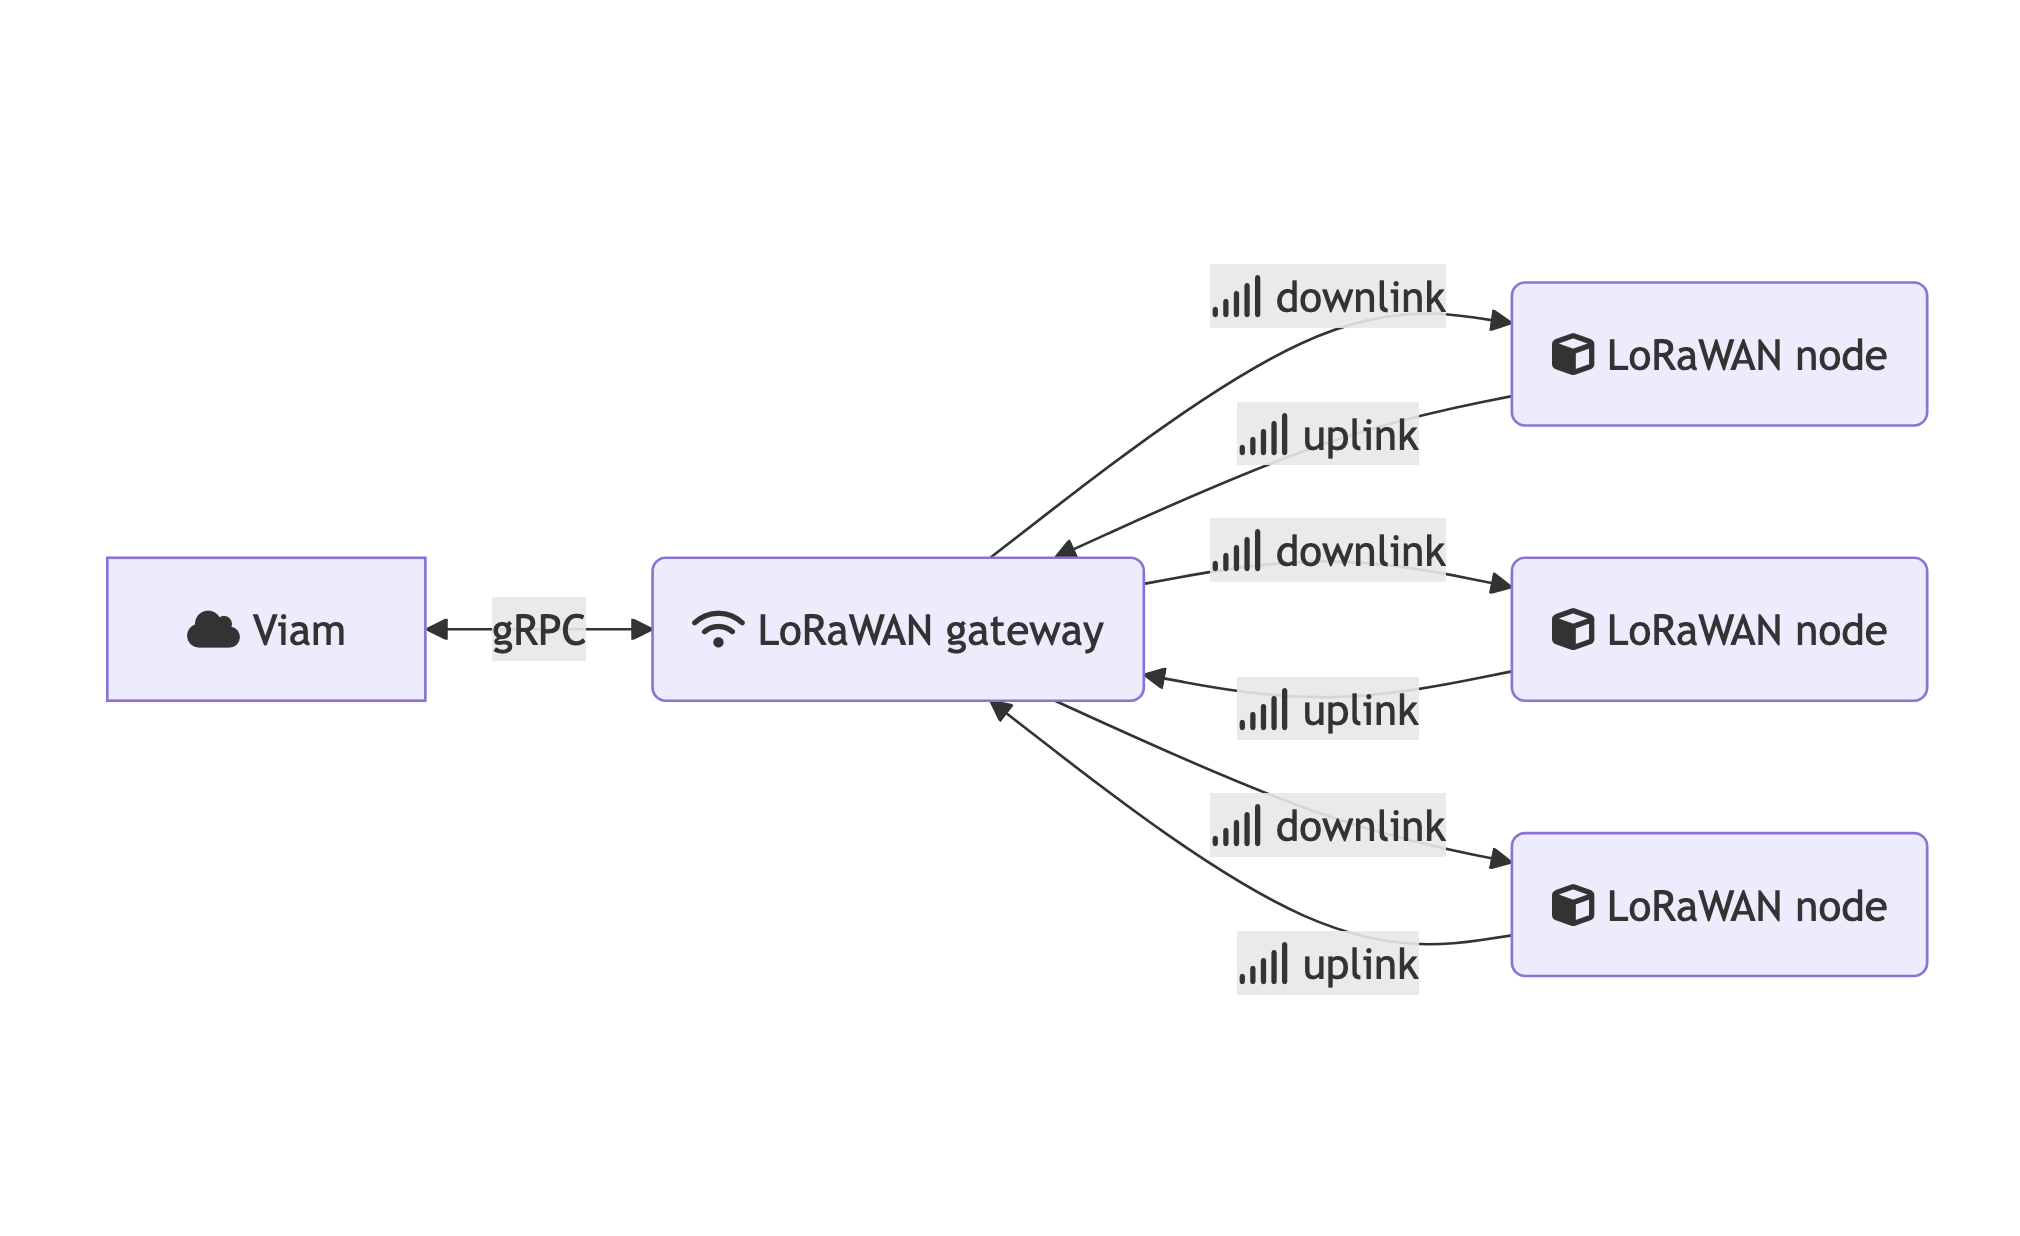 Viam
gRPC
LoRaWAN gateway
downlink
LoRaWAN node
uplink
downlink
LoRaWAN node
uplink
downlink
LoRaWAN node
uplink